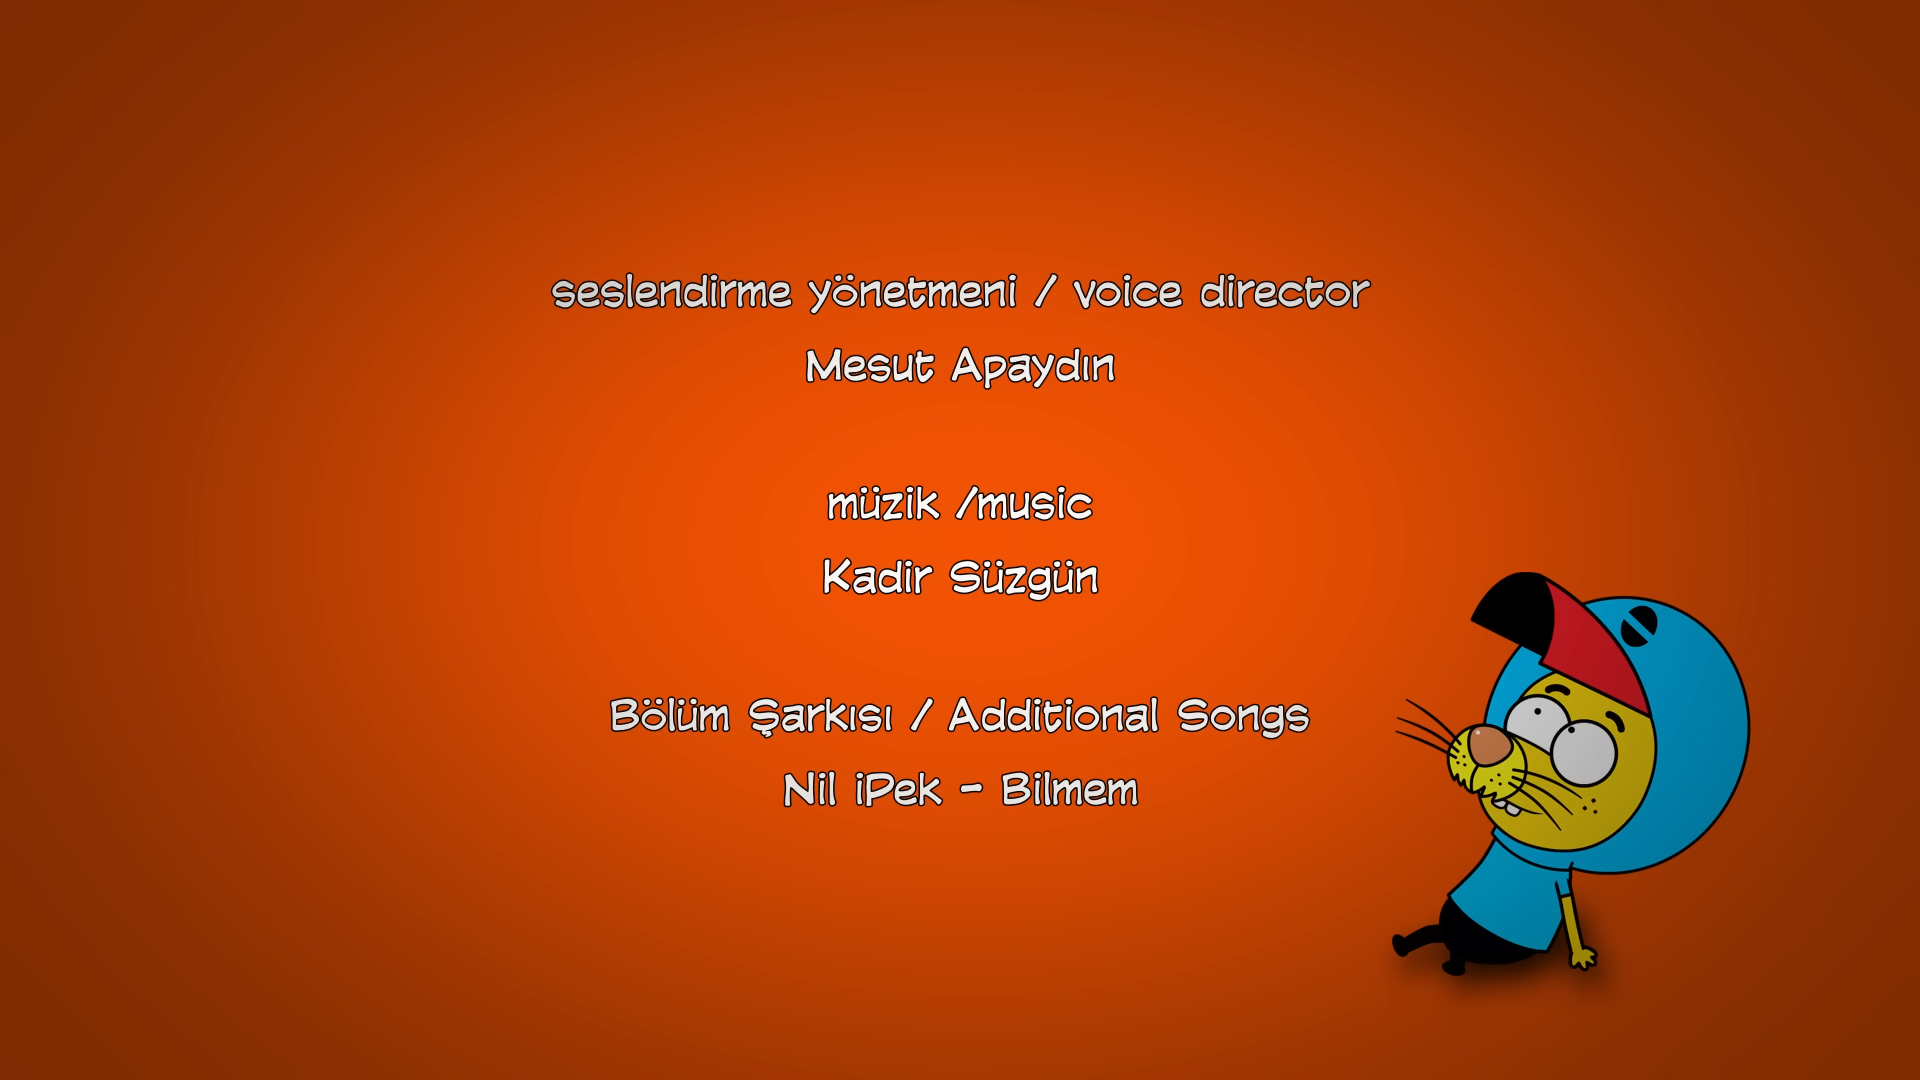 seslendirme yönetmeni / voice director
Mesut Apaydın
müzik /music
Kadir Süzgün
Bölüm Şarkısı / Additional Songs
Nil iPek - Bilmem